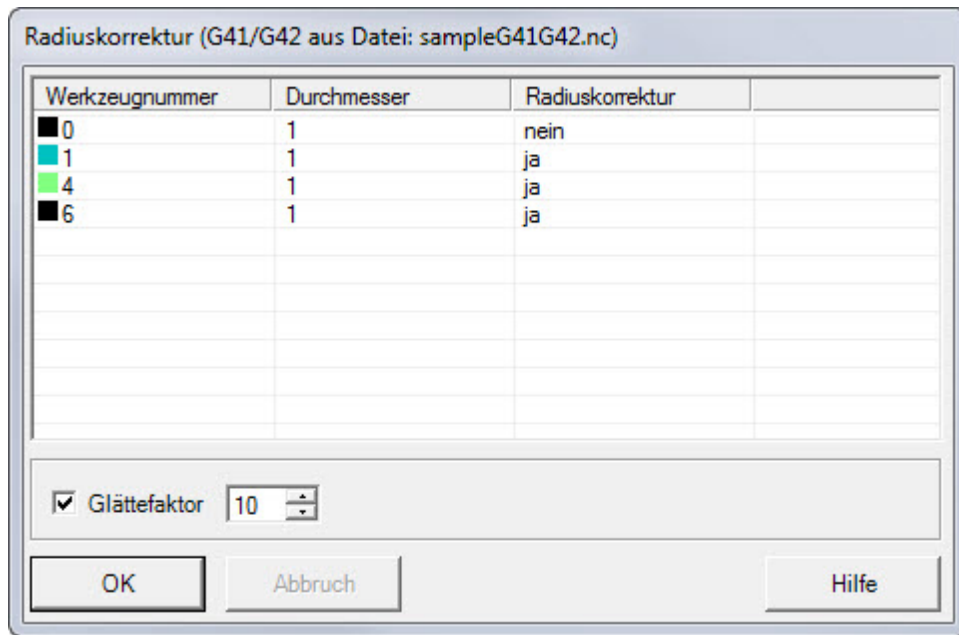 Radiuskorrektur (G41/G42 aus Datei: sampleG41G42.nc)
Werkzeugnummer Durchmesser Radiuskorrektur
0 1 nein
1 1 ja
4 1 ja
6 1 ja
Glättefaktor 10
OK Abbruch Hilfe